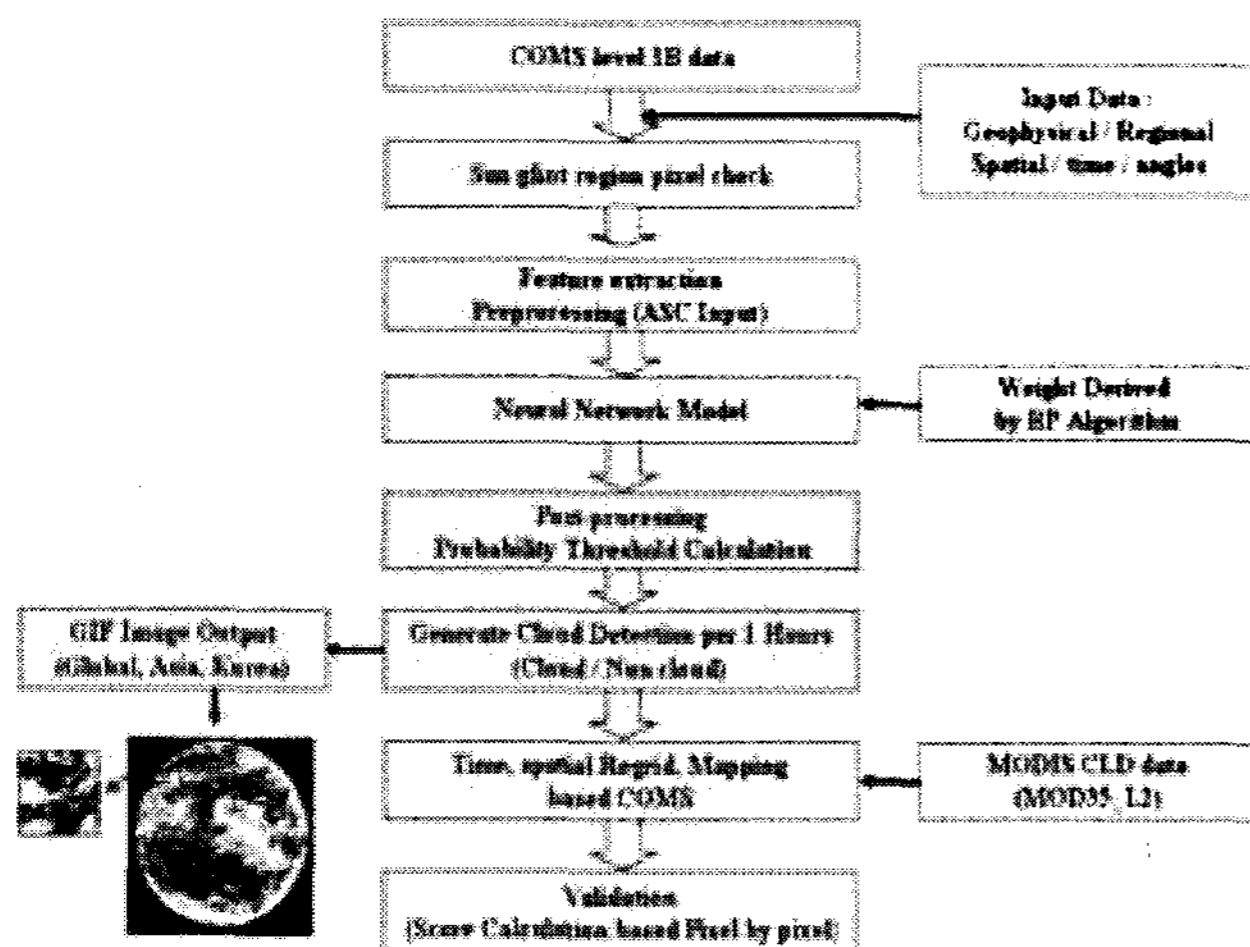 COMS level 1B data
Input Data :
Geophysical / Regional
Spatial / time / angles
Sun glint region pixel check
Feature extraction
Preprocessing (ASC Input)
Neural Network Model
Weight Derived
by BP Algorithm
Post processing
Probability Threshold Calculation
GIF Image Output
(Global, Asia, Korea)
Generate Cloud Detection per 1 Hours
(Cloud / Non cloud)
Time, spatial Regrid, Mapping
based COMS
MODIS CLD data
(MOD35_L2)
Validation
(Score Calculation based Pixel by pixel)